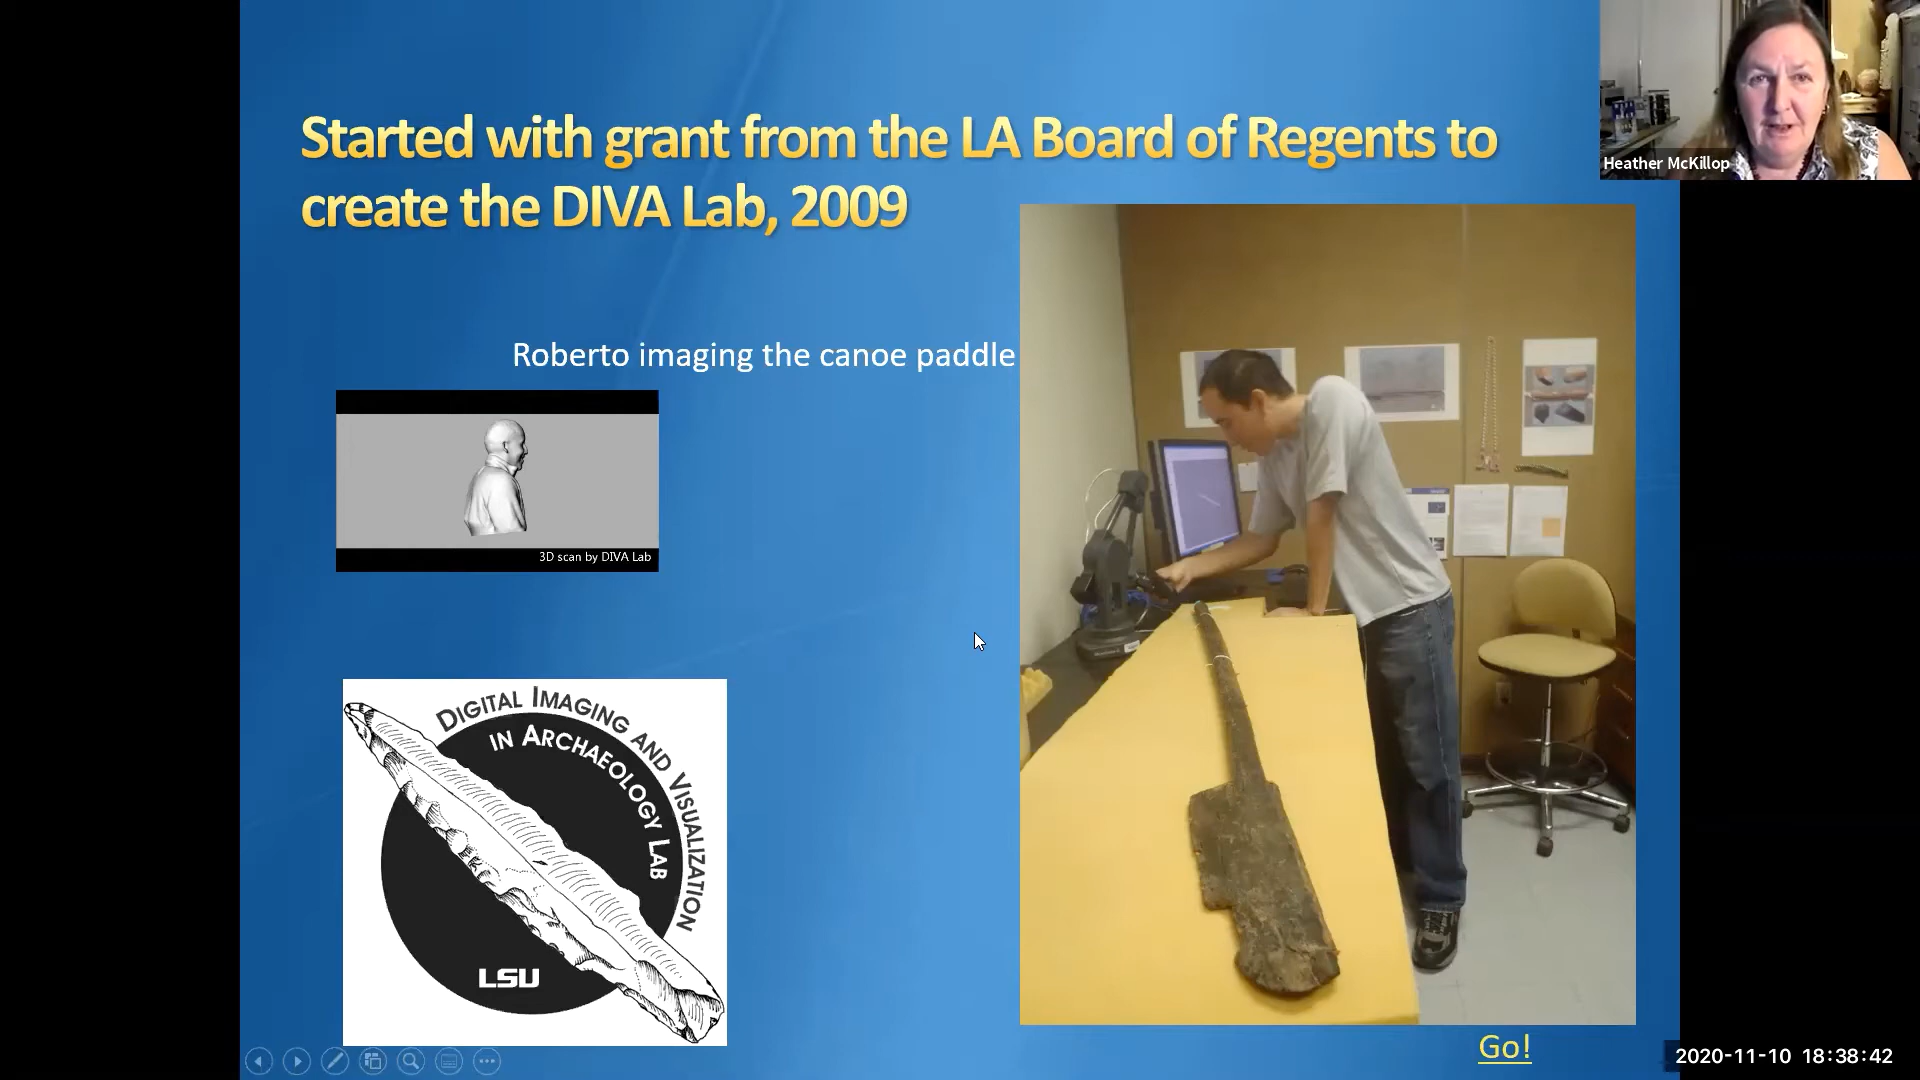 Started with grant from the LA Board of Regents to
create the DIVA Lab, 2009
Heather McKillop
Roberto imaging the canoe paddle
3D scan by DIVA Lab
DIGITAL IMAGING AND VISUALIZATION
IN ARCHAEOLOGY LAB
LSU
Go!
2020-11-10 18:38:42